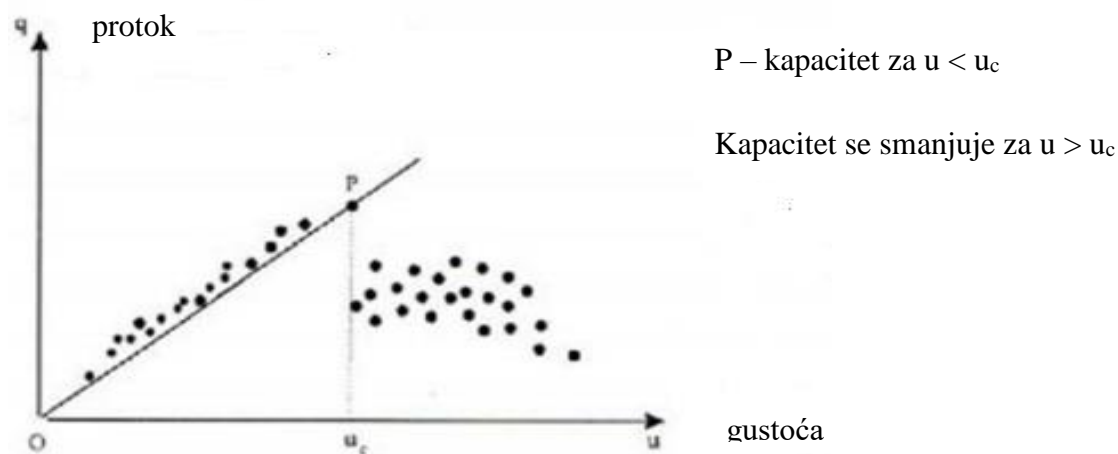 q
protok
P – kapacitet za u < uc
Kapacitet se smanjuje za u > uc
P
O
uc
u
gustoća